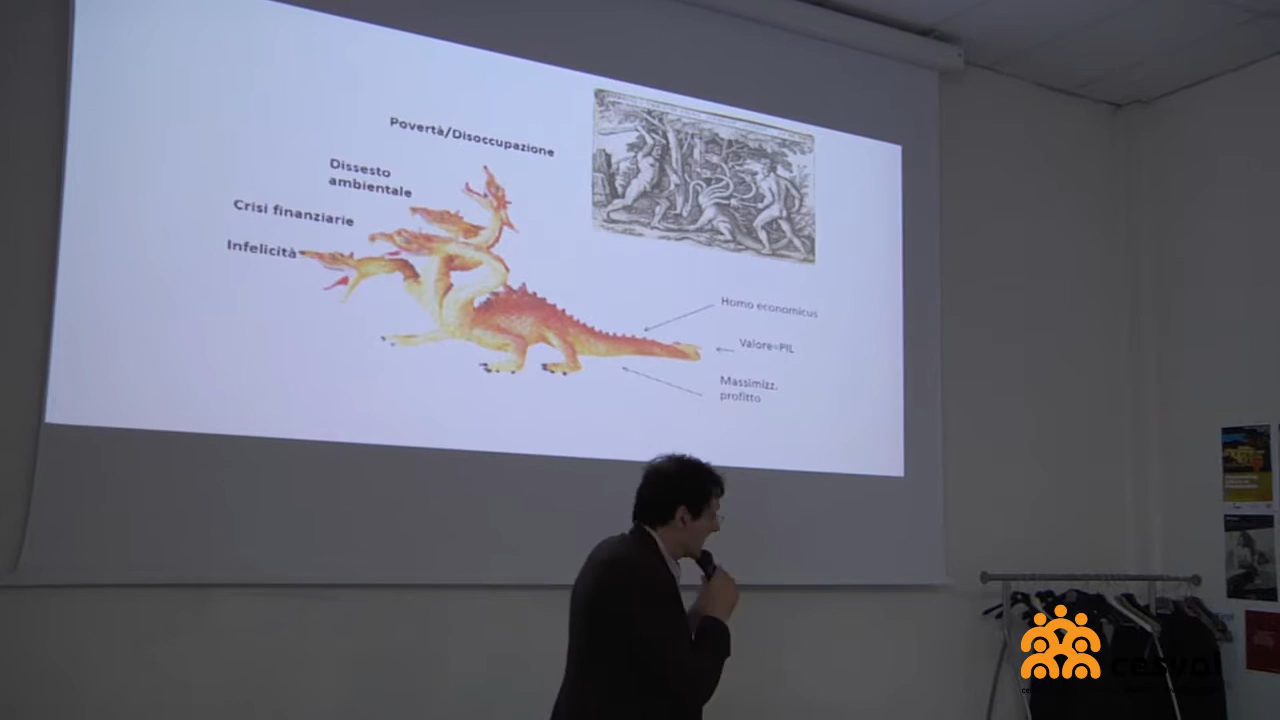 Povertà/Disoccupazione
Dissesto
ambientale
Crisi finanziarie
Infelicità
Homo economicus
Valore=PIL
Massimizz.
profitto
cesvol